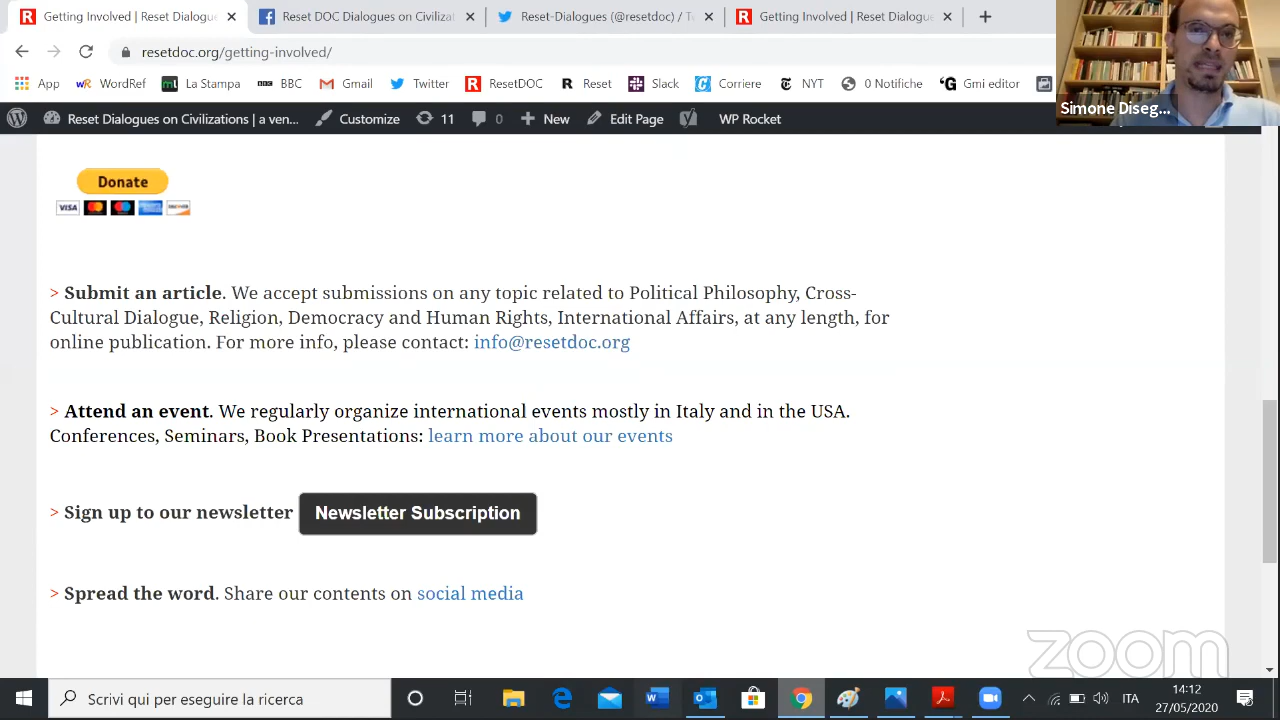 Getting Involved | Reset Dialogue
Reset DOC Dialogues on Civilizat
Reset-Dialogues (@resetdoc) / T
Getting Involved | Reset Dialogue
resetdoc.org/getting-involved/
App WordRef La Stampa BBC Gmail Twitter ResetDOC Reset Slack Corriere NYT 0 Notifiche Gmi editor
Simone Diseg...
Reset Dialogues on Civilizations | a ven... Customize 11 0 New Edit Page WP Rocket
Donate
VISA
> Submit an article. We accept submissions on any topic related to Political Philosophy, Cross-
Cultural Dialogue, Religion, Democracy and Human Rights, International Affairs, at any length, for
online publication. For more info, please contact: info@resetdoc.org
> Attend an event. We regularly organize international events mostly in Italy and in the USA.
Conferences, Seminars, Book Presentations: learn more about our events
> Sign up to our newsletter Newsletter Subscription
> Spread the word. Share our contents on social media
zoom
Scrivi qui per eseguire la ricerca
ITA
14:12
27/05/2020